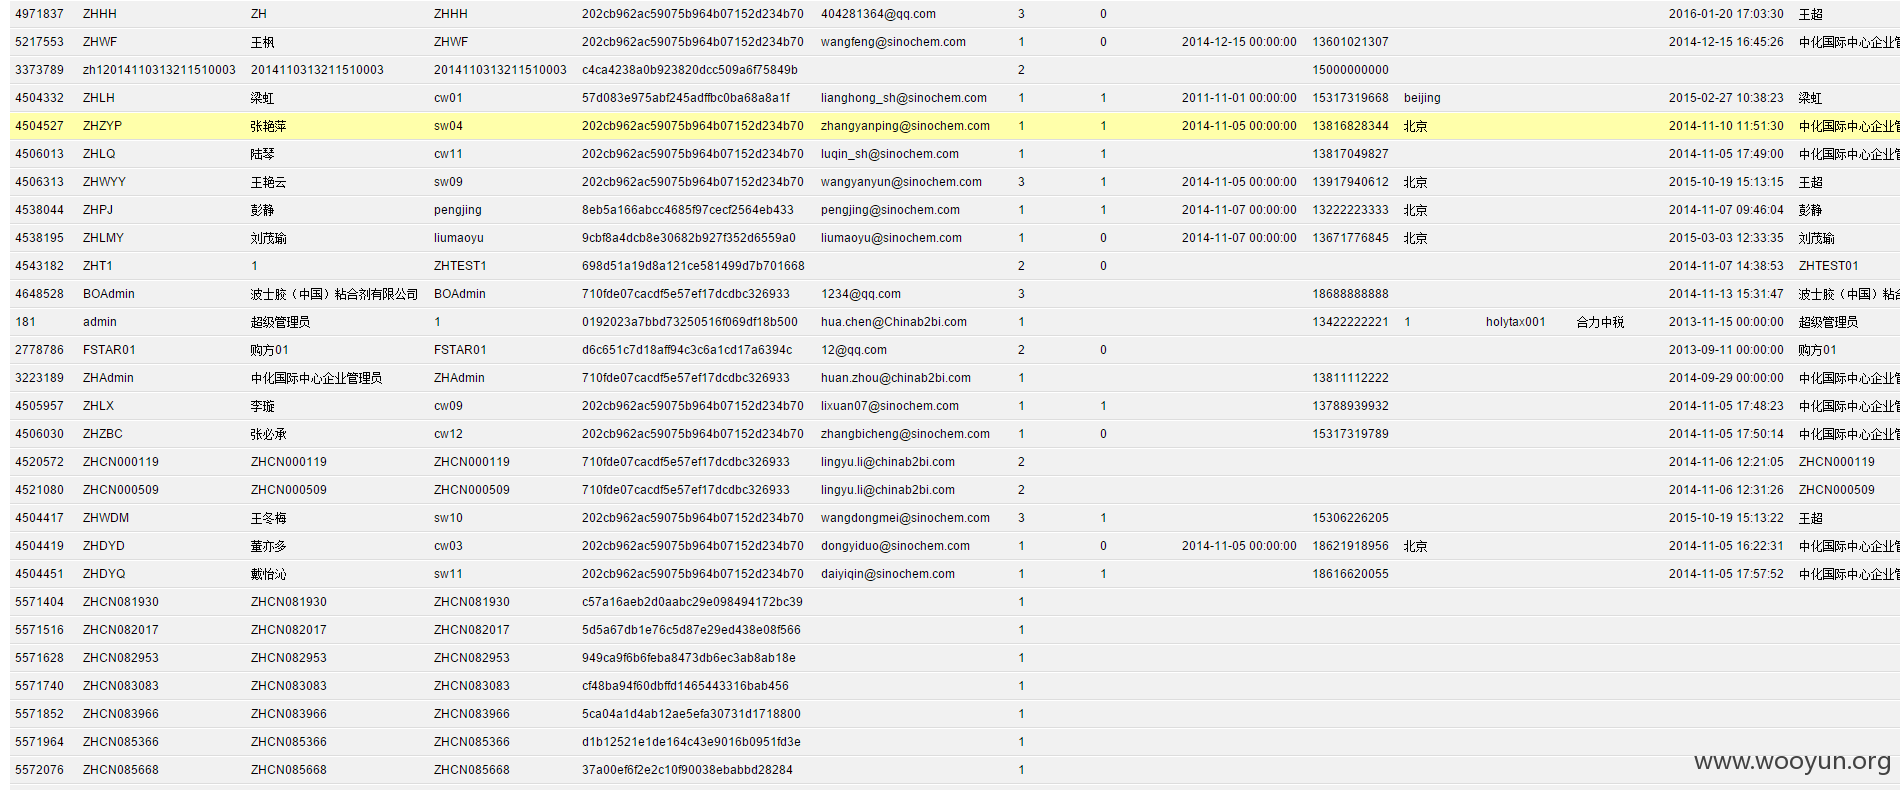 4971837 ZHHH ZH ZHHH 202cb962ac59075b964b07152d234b70 404281364@qq.com 3 0 2016-01-20 17:03:30 王超
5217553 ZHWF 王枫 ZHWF 202cb962ac59075b964b07152d234b70 wangfeng@sinochem.com 1 0 2014-12-15 00:00:00 13601021307 2014-12-15 16:45:26 中化国际中心企业管
3373789 zh12014110313211510003 2014110313211510003 2014110313211510003 c4ca4238a0b923820dcc509a6f75849b 2 15000000000
4504332 ZHLH 梁虹 cw01 57d083e975abf245adffbc0ba68a8a1f lianghong_sh@sinochem.com 1 1 2011-11-01 00:00:00 15317319668 beijing 2015-02-27 10:38:23 梁虹
4504527 ZHZYP 张艳萍 sw04 202cb962ac59075b964b07152d234b70 zhangyanping@sinochem.com 1 1 2014-11-05 00:00:00 13816828344 北京 2014-11-10 11:51:30 中化国际中心企业管
4506013 ZHLQ 陆琴 cw11 202cb962ac59075b964b07152d234b70 luqin_sh@sinochem.com 1 1 13817049827 2014-11-05 17:49:00 中化国际中心企业管
4506313 ZHWYY 王艳云 sw09 202cb962ac59075b964b07152d234b70 wangyanyun@sinochem.com 3 1 2014-11-05 00:00:00 13917940612 北京 2015-10-19 15:13:15 王超
4538044 ZHPJ 彭静 pengjing 8eb5a166abcc4685f97cecf2564eb433 pengjing@sinochem.com 1 1 2014-11-07 00:00:00 13222223333 北京 2014-11-07 09:46:04 彭静
4538195 ZHLMY 刘茂瑜 liumaoyu 9cbf8a4dcb8e30682b927f352d6559a0 liumaoyu@sinochem.com 1 0 2014-11-07 00:00:00 13671776845 北京 2015-03-03 12:33:35 刘茂瑜
4543182 ZHT1 1 ZHTEST1 698d51a19d8a121ce581499d7b701668 2 0 2014-11-07 14:38:53 ZHTEST01
4648528 BOAdmin 波士胶（中国）粘合剂有限公司 BOAdmin 710fde07cacdf5e57ef17dcdbc326933 1234@qq.com 3 18688888888 2014-11-13 15:31:47 波士胶（中国）粘合
181 admin 超级管理员 1 0192023a7bbd73250516f069df18b500 hua.chen@Chinab2bi.com 1 13422222221 1 holytax001 合力中税 2013-11-15 00:00:00 超级管理员
2778786 FSTAR01 购方01 FSTAR01 d6c651c7d18aff94c3c6a1cd17a6394c 12@qq.com 2 0 2013-09-11 00:00:00 购方01
3223189 ZHAdmin 中化国际中心企业管理员 ZHAdmin 710fde07cacdf5e57ef17dcdbc326933 huan.zhou@chinab2bi.com 1 13811112222 2014-09-29 00:00:00 中化国际中心企业管
4505957 ZHLX 李璇 cw09 202cb962ac59075b964b07152d234b70 lixuan07@sinochem.com 1 1 13788939932 2014-11-05 17:48:23 中化国际中心企业管
4506030 ZHZBC 张必承 cw12 202cb962ac59075b964b07152d234b70 zhangbicheng@sinochem.com 1 0 15317319789 2014-11-05 17:50:14 中化国际中心企业管
4520572 ZHCN000119 ZHCN000119 ZHCN000119 710fde07cacdf5e57ef17dcdbc326933 lingyu.li@chinab2bi.com 2 2014-11-06 12:21:05 ZHCN000119
4521080 ZHCN000509 ZHCN000509 ZHCN000509 710fde07cacdf5e57ef17dcdbc326933 lingyu.li@chinab2bi.com 2 2014-11-06 12:31:26 ZHCN000509
4504417 ZHWDM 王冬梅 sw10 202cb962ac59075b964b07152d234b70 wangdongmei@sinochem.com 3 1 15306226205 2015-10-19 15:13:22 王超
4504419 ZHDYD 董亦多 cw03 202cb962ac59075b964b07152d234b70 dongyiduo@sinochem.com 1 0 2014-11-05 00:00:00 18621918956 北京 2014-11-05 16:22:31 中化国际中心企业管
4504451 ZHDYQ 戴怡沁 sw11 202cb962ac59075b964b07152d234b70 daiyiqin@sinochem.com 1 1 18616620055 2014-11-05 17:57:52 中化国际中心企业管
5571404 ZHCN081930 ZHCN081930 ZHCN081930 c57a16aeb2d0aabc29e098494172bc39 1
5571516 ZHCN082017 ZHCN082017 ZHCN082017 5d5a67db1e76c5d87e29ed438e08f566 1
5571628 ZHCN082953 ZHCN082953 ZHCN082953 949ca9f6b6feba8473db6ec3ab8ab18e 1
5571740 ZHCN083083 ZHCN083083 ZHCN083083 cf48ba94f60dbffd1465443316bab456 1
5571852 ZHCN083966 ZHCN083966 ZHCN083966 5ca04a1d4ab12ae5efa30731d1718800 1
5571964 ZHCN085366 ZHCN085366 ZHCN085366 d1b12521e1de164c43e9016b0951fd3e 1
5572076 ZHCN085668 ZHCN085668 ZHCN085668 37a00ef6f2e2c10f90038ebabbd28284 1
www.wooyun.org